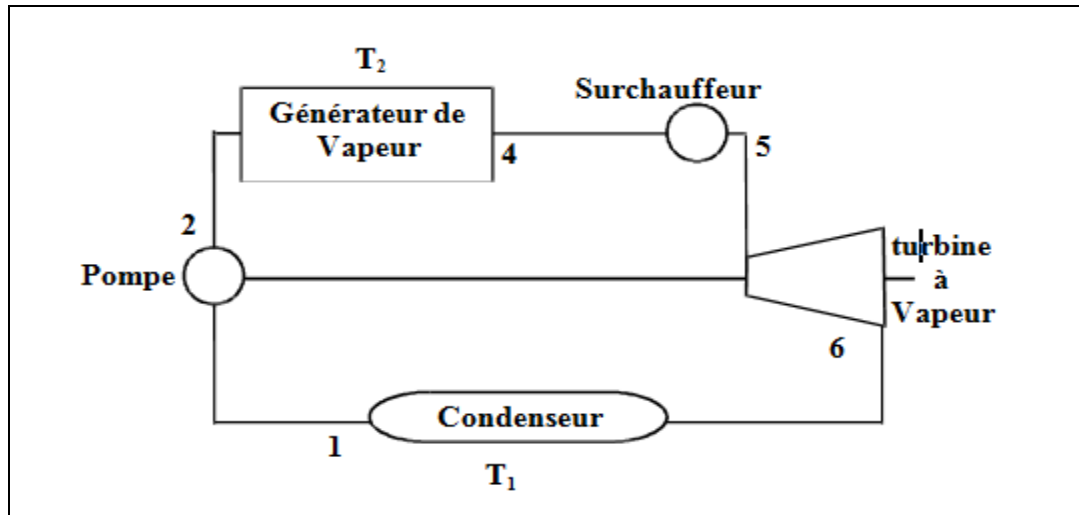 T₂
Générateur de
Vapeur
Surchauffeur
4
5
2
Pompe
turbine
à
Vapeur
6
Condenseur
1
T₁